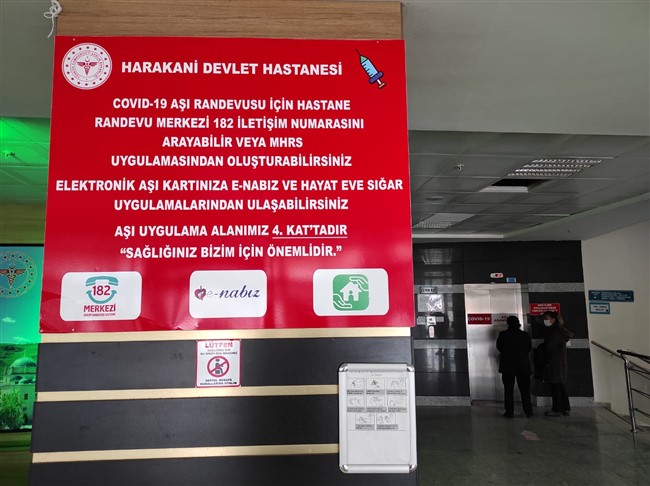 HARAKANİ DEVLET HASTANESİ
COVID-19 AŞI RANDEVUSU İÇİN HASTANE
RANDEVU MERKEZİ 182 İLETİŞİM NUMARASINI
ARAYABİLİR VEYA MHRS
UYGULAMASINDAN OLUŞTURABİLİRSİNİZ
ELEKTRONİK AŞI KARTINIZA E-NABIZ VE HAYAT EVE SIĞAR
UYGULAMALARINDAN ULAŞABİLİRSİNİZ
AŞI UYGULAMA ALANIMIZ 4. KAT'TADIR
“SAĞLIĞINIZ BİZİM İÇİN ÖNEMLİDİR.”
182
MERKEZİ
e-nabız
LÜTFEN
COVID-19